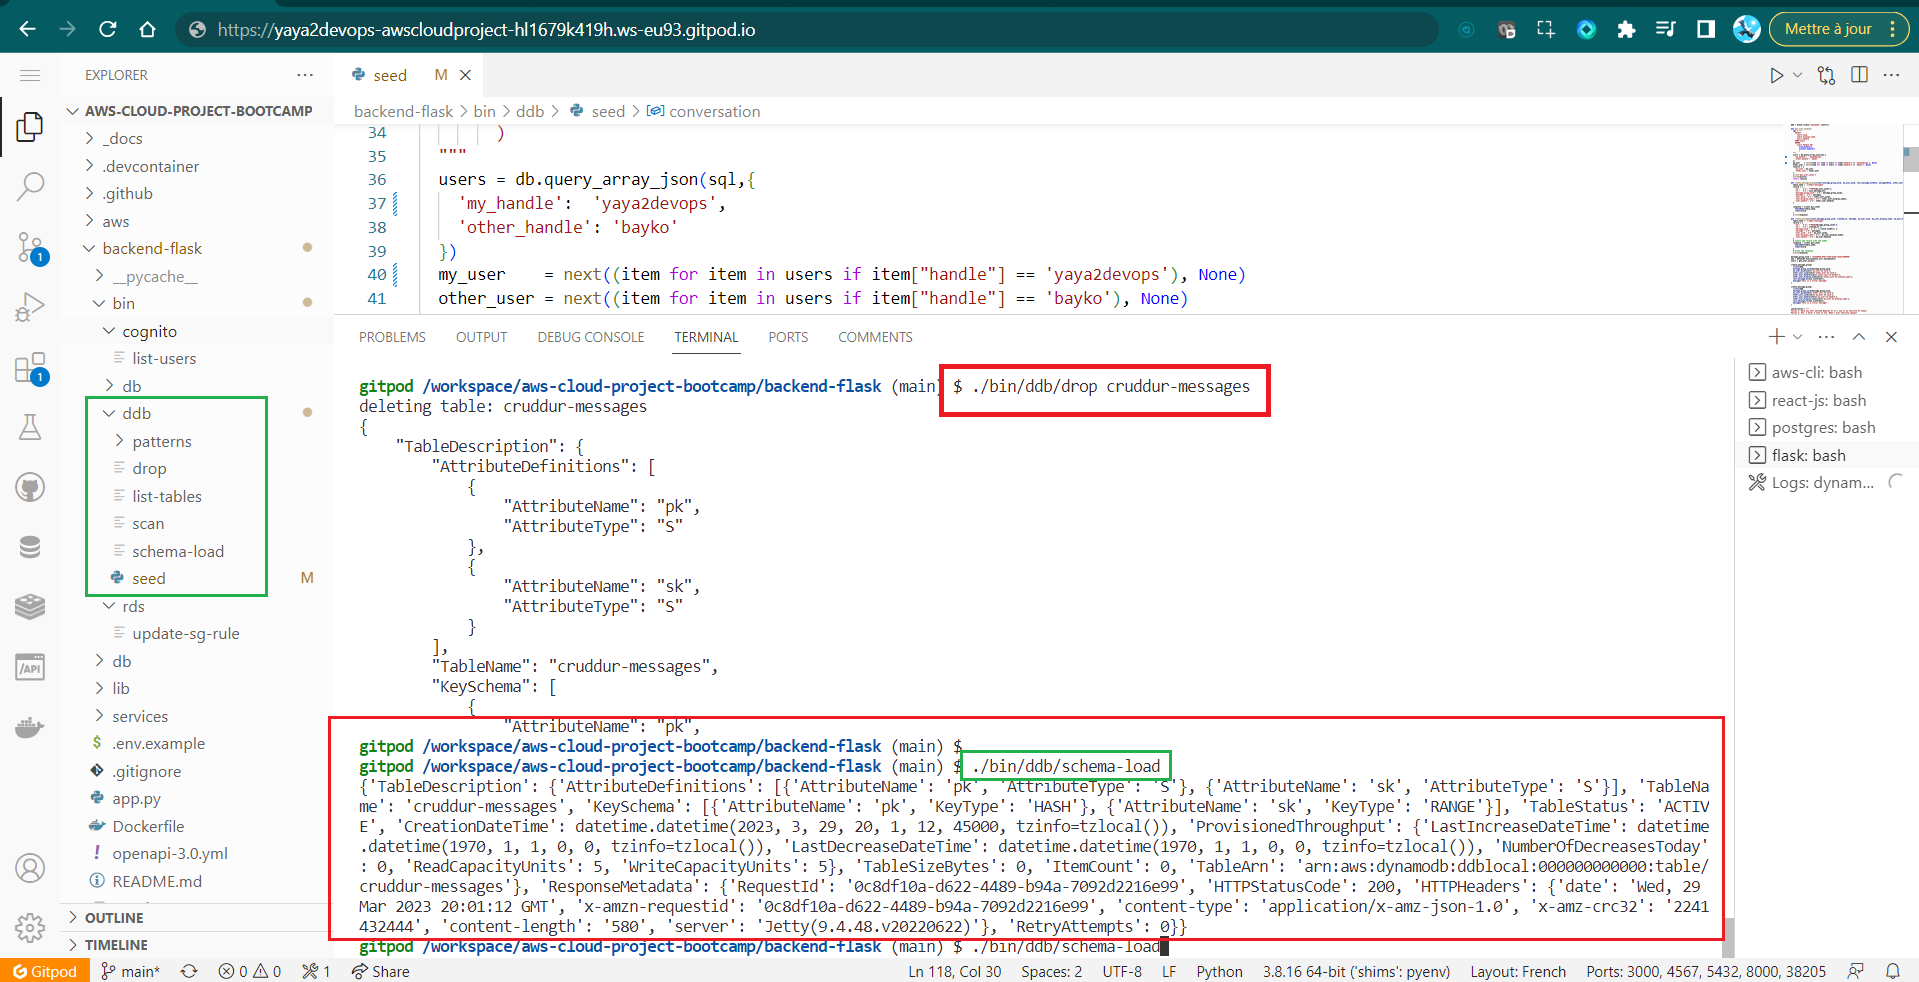 https://yaya2devops-awscloudproject-hl1679k419h.ws-eu93.gitpod.io
Mettre à jour
EXPLORER
AWS-CLOUD-PROJECT-BOOTCAMP
_docs
.devcontainer
.github
aws
backend-flask
__pycache__
bin
cognito
list-users
db
ddb
patterns
drop
list-tables
scan
schema-load
seed M
rds
update-sg-rule
db
lib
services
$ .env.example
.gitignore
app.py
Dockerfile
! openapi-3.0.yml
README.md
OUTLINE
TIMELINE
1
1
seed M
backend-flask > bin > ddb > seed > conversation
34 )
35 """
36 users = db.query_array_json(sql,{
37 'my_handle':  'yaya2devops',
38 'other_handle': 'bayko'
39 })
40 my_user    = next((item for item in users if item["handle"] == 'yaya2devops'), None)
41 other_user = next((item for item in users if item["handle"] == 'bayko'), None)
PROBLEMS OUTPUT DEBUG CONSOLE TERMINAL PORTS COMMENTS
gitpod /workspace/aws-cloud-project-bootcamp/backend-flask (main) $ ./bin/ddb/drop cruddur-messages
deleting table: cruddur-messages
{
"TableDescription": {
"AttributeDefinitions": [
{
"AttributeName": "pk",
"AttributeType": "S"
},
{
"AttributeName": "sk",
"AttributeType": "S"
}
],
"TableName": "cruddur-messages",
"KeySchema": [
{
"AttributeName": "pk",
gitpod /workspace/aws-cloud-project-bootcamp/backend-flask (main) $
gitpod /workspace/aws-cloud-project-bootcamp/backend-flask (main) $ ./bin/ddb/schema-load
{'TableDescription': {'AttributeDefinitions': [{'AttributeName': 'pk', 'AttributeType': 'S'}, {'AttributeName': 'sk', 'AttributeType': 'S'}], 'TableNa
me': 'cruddur-messages', 'KeySchema': [{'AttributeName': 'pk', 'KeyType': 'HASH'}, {'AttributeName': 'sk', 'KeyType': 'RANGE'}], 'TableStatus': 'ACTIV
E', 'CreationDateTime': datetime.datetime(2023, 3, 29, 20, 1, 12, 45000, tzinfo=tzlocal()), 'ProvisionedThroughput': {'LastIncreaseDateTime': datetime
.datetime(1970, 1, 1, 0, 0, tzinfo=tzlocal()), 'LastDecreaseDateTime': datetime.datetime(1970, 1, 1, 0, 0, tzinfo=tzlocal()), 'NumberOfDecreasesToday'
: 0, 'ReadCapacityUnits': 5, 'WriteCapacityUnits': 5}, 'TableSizeBytes': 0, 'ItemCount': 0, 'TableArn': 'arn:aws:dynamodb:ddblocal:000000000000:table/
cruddur-messages'}, 'ResponseMetadata': {'RequestId': '0c8df10a-d622-4489-b94a-7092d2216e99', 'HTTPStatusCode': 200, 'HTTPHeaders': {'date': 'Wed, 29
Mar 2023 20:01:12 GMT', 'x-amzn-requestid': '0c8df10a-d622-4489-b94a-7092d2216e99', 'content-type': 'application/x-amz-json-1.0', 'x-amz-crc32': '2241
432444', 'content-length': '580', 'server': 'Jetty(9.4.48.v20220622)'}, 'RetryAttempts': 0}}
gitpod /workspace/aws-cloud-project-bootcamp/backend-flask (main) $ ./bin/ddb/schema-load
aws-cli: bash
react-js: bash
postgres: bash
flask: bash
Logs: dynam...
Gitpod main* 0 0 1 Share Ln 118, Col 30 Spaces: 2 UTF-8 LF Python 3.8.16 64-bit ('shims': pyenv) Layout: French Ports: 3000, 4567, 5432, 8000, 38205